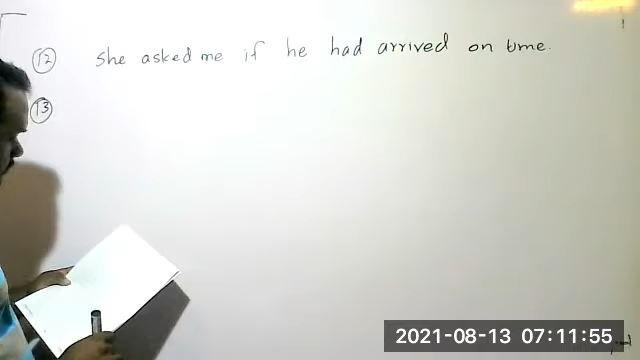 (12) She asked me if he had arrived on time.
(13)
2021-08-13 07:11:55